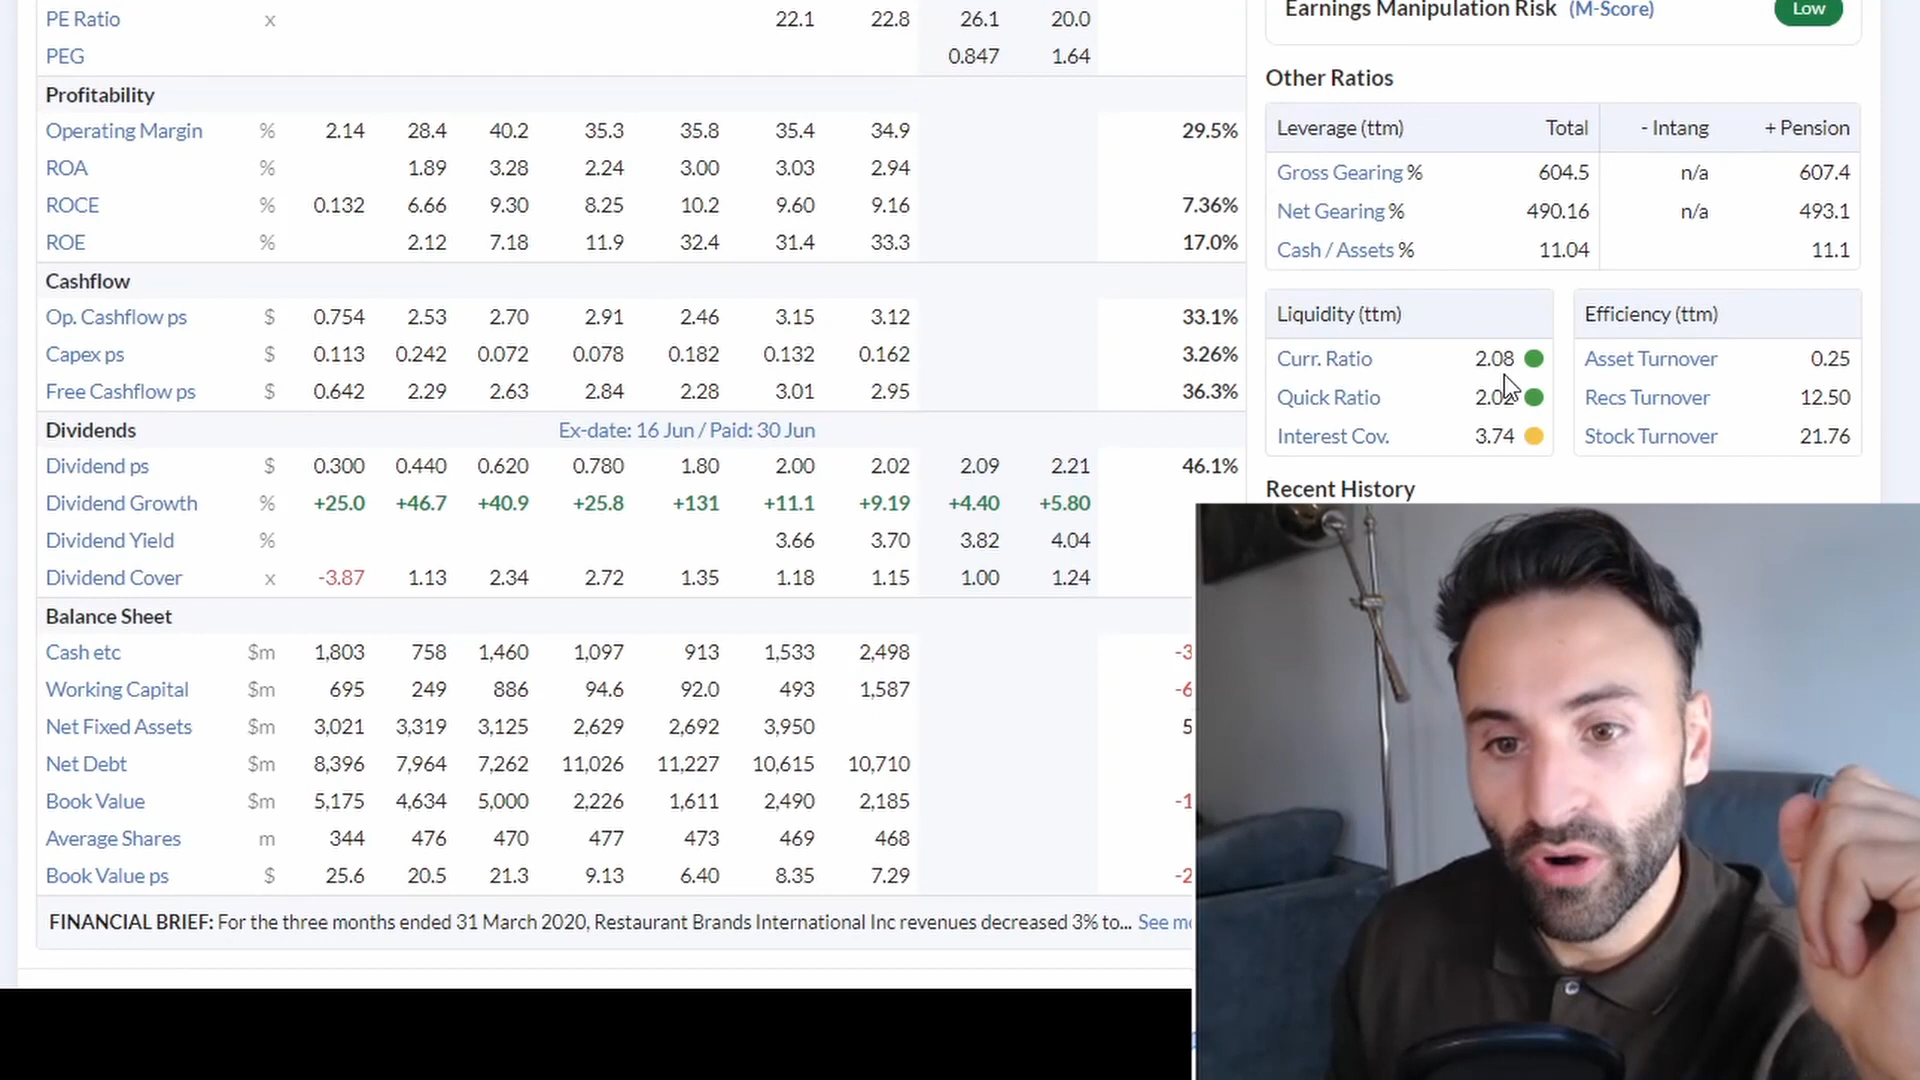 PE Ratio x 22.1 22.8 26.1 20.0
PEG 0.847 1.64
Profitability
Operating Margin % 2.14 28.4 40.2 35.3 35.8 35.4 34.9 29.5%
ROA % 1.89 3.28 2.24 3.00 3.03 2.94
ROCE % 0.132 6.66 9.30 8.25 10.2 9.60 9.16 7.36%
ROE % 2.12 7.18 11.9 32.4 31.4 33.3 17.0%
Cashflow
Op. Cashflow ps $ 0.754 2.53 2.70 2.91 2.46 3.15 3.12 33.1%
Capex ps $ 0.113 0.242 0.072 0.078 0.182 0.132 0.162 3.26%
Free Cashflow ps $ 0.642 2.29 2.63 2.84 2.28 3.01 2.95 36.3%
Dividends Ex-date: 16 Jun / Paid: 30 Jun
Dividend ps $ 0.300 0.440 0.620 0.780 1.80 2.00 2.02 2.09 2.21 46.1%
Dividend Growth % +25.0 +46.7 +40.9 +25.8 +131 +11.1 +9.19 +4.40 +5.80
Dividend Yield % 3.66 3.70 3.82 4.04
Dividend Cover x -3.87 1.13 2.34 2.72 1.35 1.18 1.15 1.00 1.24
Balance Sheet
Cash etc $m 1,803 758 1,460 1,097 913 1,533 2,498 -3
Working Capital $m 695 249 886 94.6 92.0 493 1,587 -6
Net Fixed Assets $m 3,021 3,319 3,125 2,629 2,692 3,950 5
Net Debt $m 8,396 7,964 7,262 11,026 11,227 10,615 10,710
Book Value $m 5,175 4,634 5,000 2,226 1,611 2,490 2,185 -1
Average Shares m 344 476 470 477 473 469 468
Book Value ps $ 25.6 20.5 21.3 9.13 6.40 8.35 7.29 -2
FINANCIAL BRIEF: For the three months ended 31 March 2020, Restaurant Brands International Inc revenues decreased 3% to... See
Earnings Manipulation Risk (M-Score) Low
Other Ratios
Leverage (ttm) Total - Intang + Pension
Gross Gearing % 604.5 n/a 607.4
Net Gearing % 490.16 n/a 493.1
Cash / Assets % 11.04 11.1
Liquidity (ttm)
Curr. Ratio 2.08
Quick Ratio
Interest Cov. 3.74
Efficiency (ttm)
Asset Turnover 0.25
Recs Turnover 12.50
Stock Turnover 21.76
Recent History